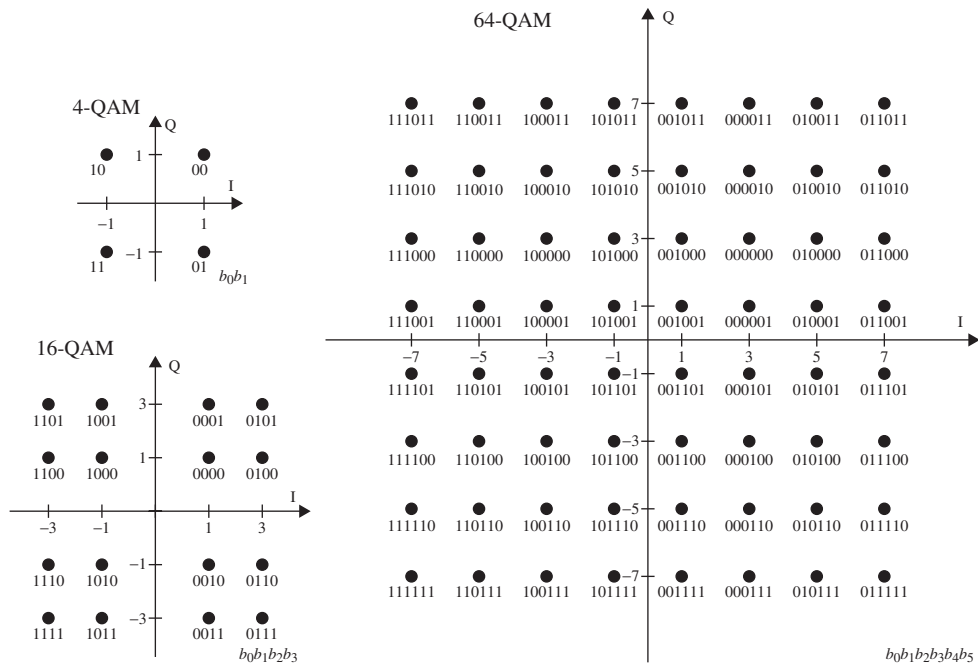 4-QAM
Q
1
10 00
I
−1 1
−1
11 01
b0b1
16-QAM
Q
3
1101 1001 0001 0101
1
1100 1000 0000 0100
I
−3 −1 1 3
−1
1110 1010 0010 0110
−3
1111 1011 0011 0111
b0b1b2b3
64-QAM
Q
7
111011 110011 100011 101011 001011 000011 010011 011011
5
111010 110010 100010 101010 001010 000010 010010 011010
3
111000 110000 100000 101000 001000 000000 010000 011000
1
111001 110001 100001 101001 001001 000001 010001 011001
I
−7 −5 −3 −1 1 3 5 7
−1
111101 110101 100101 101101 001101 000101 010101 011101
−3
111100 110100 100100 101100 001100 000100 010100 011100
−5
111110 110110 100110 101110 001110 000110 010110 011110
−7
111111 110111 100111 101111 001111 000111 010111 011111
b0b1b2b3b4b5